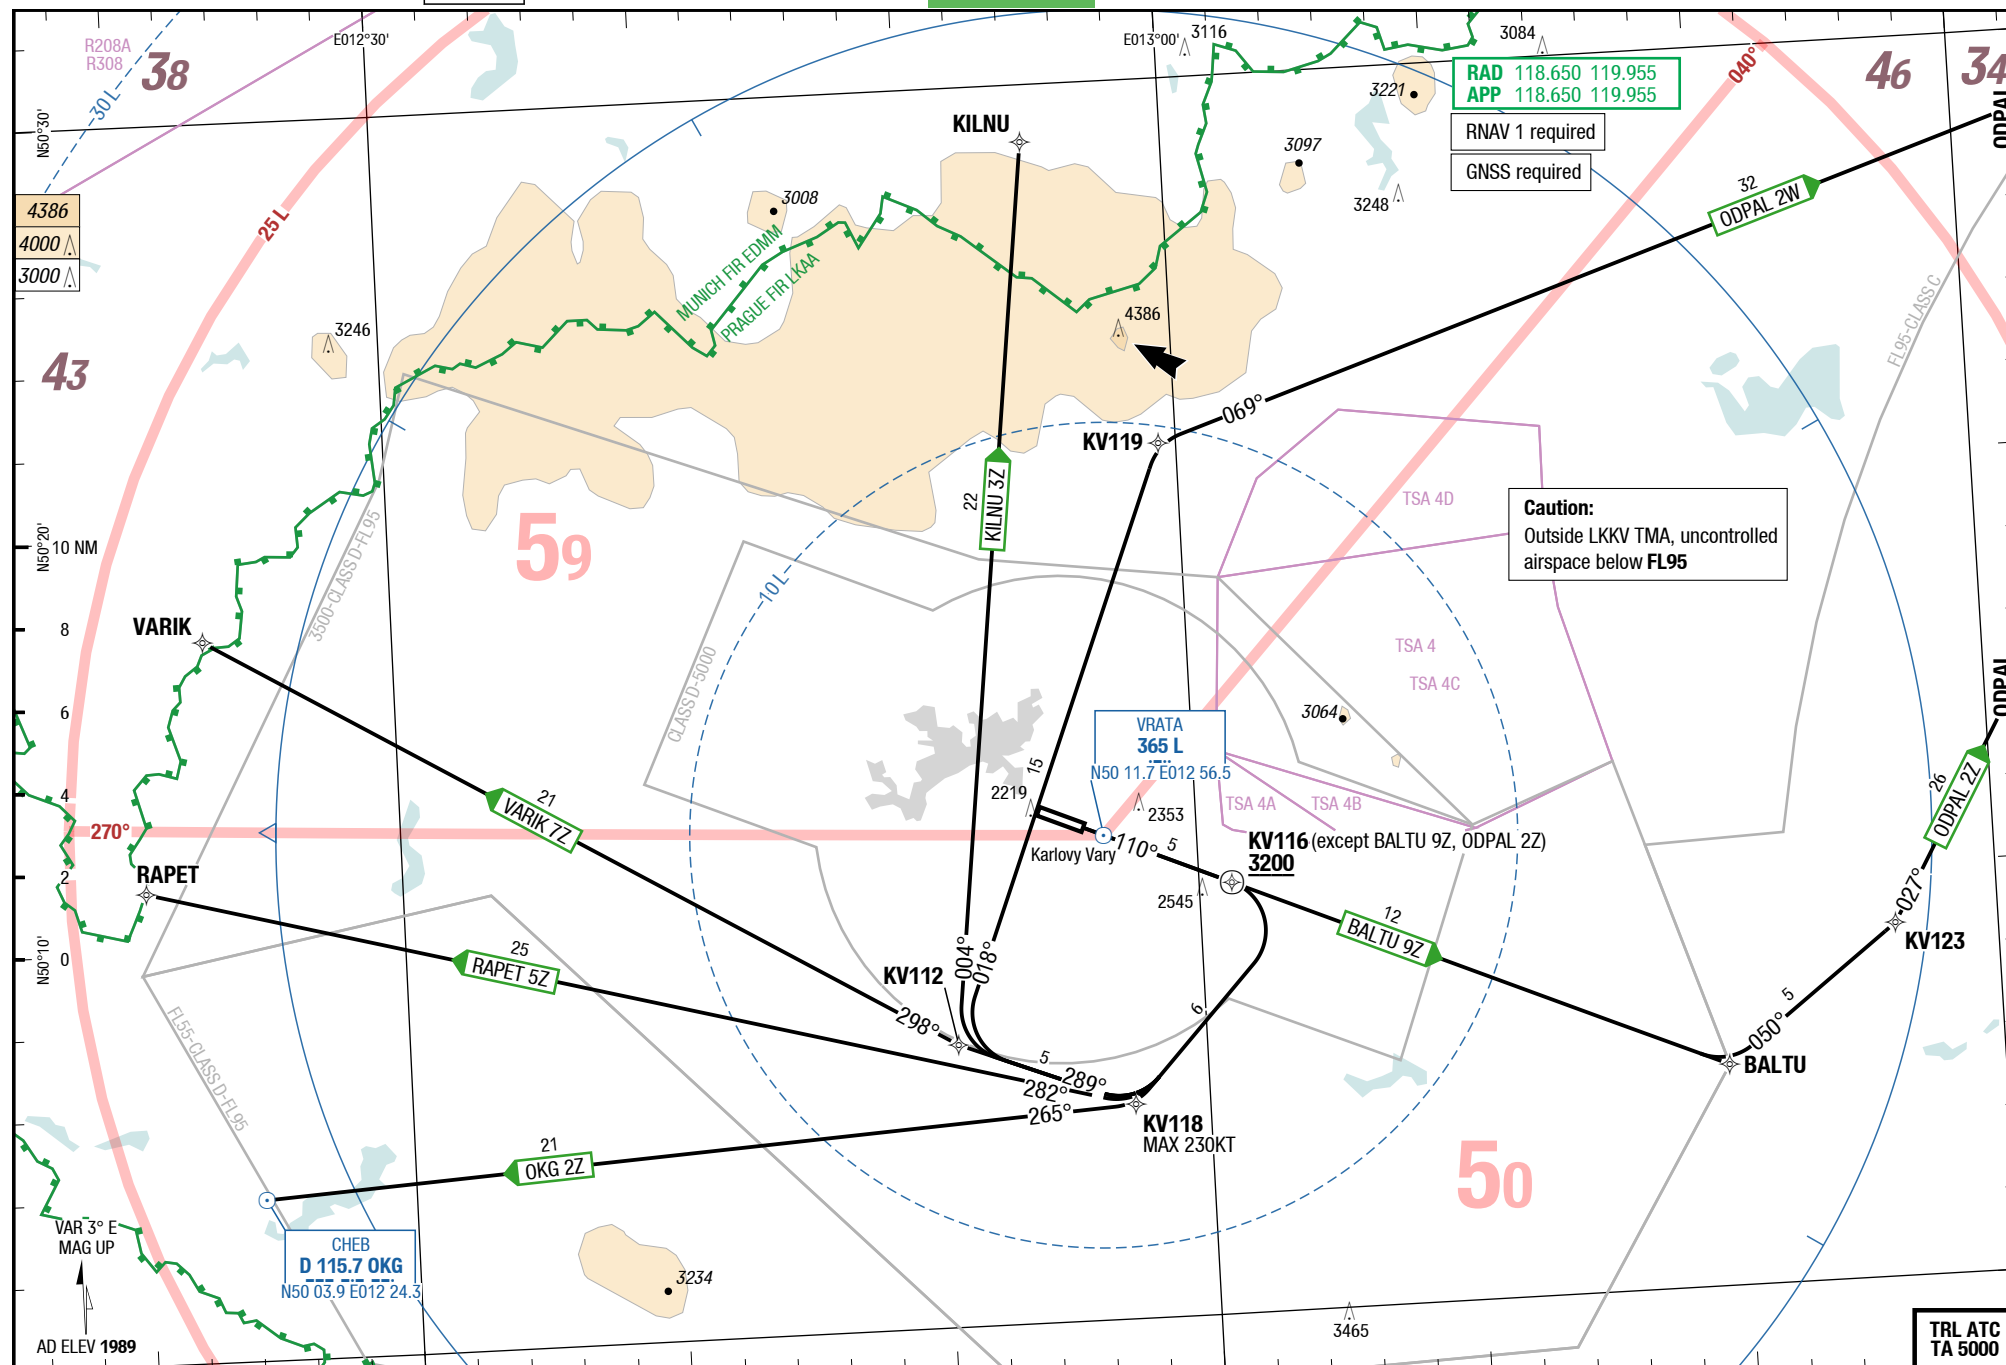 R208A
R308
38
30 L
E012°30'
E013°00'
3116
3084
46
34
040°
RAD 118.650 119.955
APP 118.650 119.955
RNAV 1 required
GNSS required
3221
3097
3248
N50°30'
KILNU
3008
4386
4000
3000
25 L
ODPAL
32
ODPAL 2W
MUNICH FIR EDMM
PRAGUE FIR LKAA
4386
3246
43
FL95-CLASS C
069°
KV119
22
KILNU 3Z
TSA 4D
Caution:
Outside LKKV TMA, uncontrolled
airspace below FL95
59
3500-CLASS D-FL95
N50°20'
10 NM
8
6
4
2
0
10 L
VARIK
CLASS D-5000
TSA 4
TSA 4C
3064
ODPAL
VRATA
365 L
N50 11.7 E012 56.5
15
2219
2353
TSA 4A
TSA 4B
21
VARIK 7Z
26
ODPAL 2Z
270°
Karlovy Vary
110°
5
KV116 (except BALTU 9Z, ODPAL 2Z)
3200
2545
RAPET
12
BALTU 9Z
027°
KV123
N50°10'
25
RAPET 5Z
004°
018°
KV112
298°
6
5
5
050°
BALTU
289°
282°
265°
KV118
MAX 230KT
FL55-CLASS D-FL95
21
OKG 2Z
50
VAR 3° E
MAG UP
CHEB
D 115.7 OKG
N50 03.9 E012 24.3
3234
3465
AD ELEV 1989
TRL ATC
TA 5000